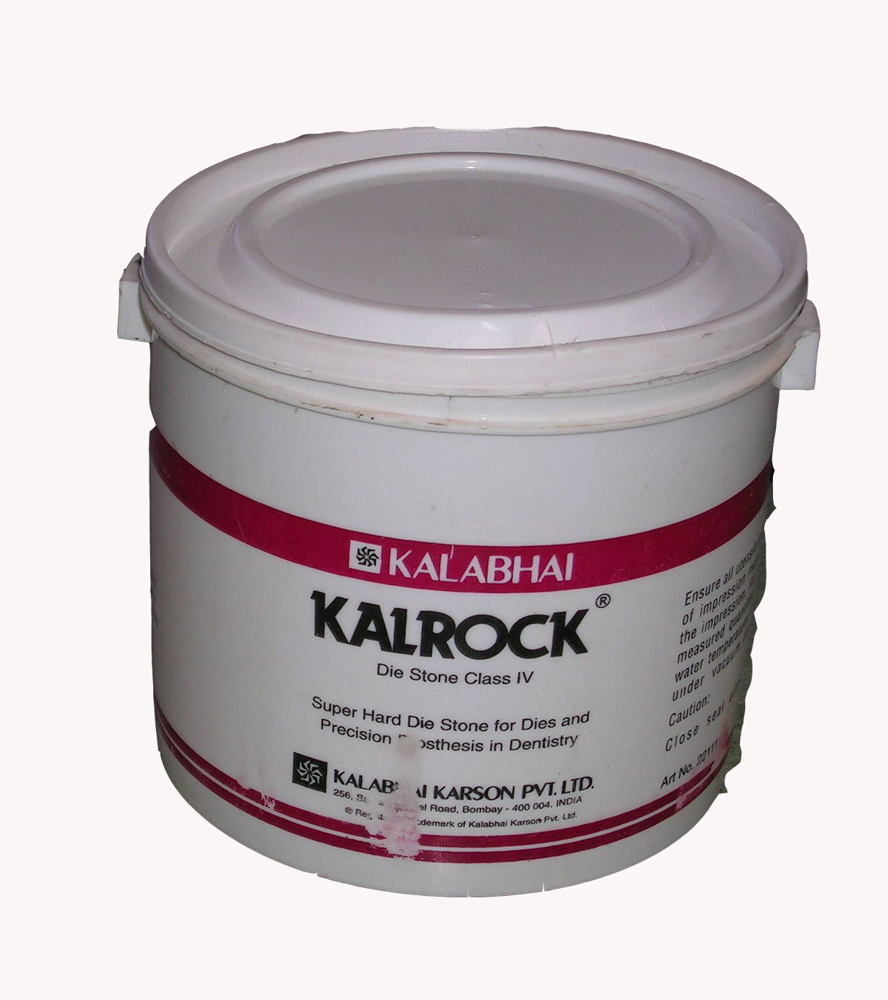 KALABHAI
KALROCK®
Die Stone Class IV
Super Hard Die Stone for Dies and
Precision in Dentistry
KALABHAI KARSON PVT. LTD.
256, Road, Bombay - 400 004. INDIA
® of Kalabhai Karson Pvt. Ltd.
Ensure all
of impression
the impression.
measured
water
under vacuum
Caution:
Close seal
Art No. 22111